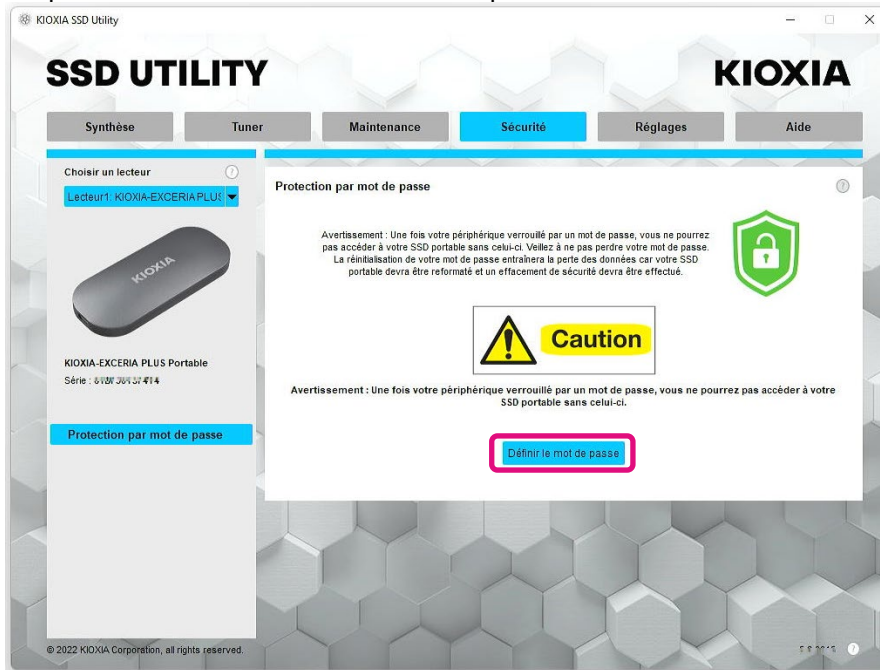 KIOXIA SSD Utility
SSD UTILITY
KIOXIA
Synthèse
Tuner
Maintenance
Sécurité
Réglages
Aide
Choisir un lecteur
Lecteur1: KIOXIA-EXCERIA PLUS
KIOXIA
KIOXIA-EXCERIA PLUS Portable
Série :
Protection par mot de passe
Protection par mot de passe
Avertissement : Une fois votre périphérique verrouillé par un mot de passe, vous ne pourrez
pas accéder à votre SSD portable sans celui-ci. Veillez à ne pas perdre votre mot de passe.
La réinitialisation de votre mot de passe entraînera la perte des données car votre SSD
portable devra être reformaté et un effacement de sécurité devra être effectué.
Caution
Avertissement : Une fois votre périphérique verrouillé par un mot de passe, vous ne pourrez pas accéder à votre
SSD portable sans celui-ci.
Définir le mot de passe
© 2022 KIOXIA Corporation, all rights reserved.